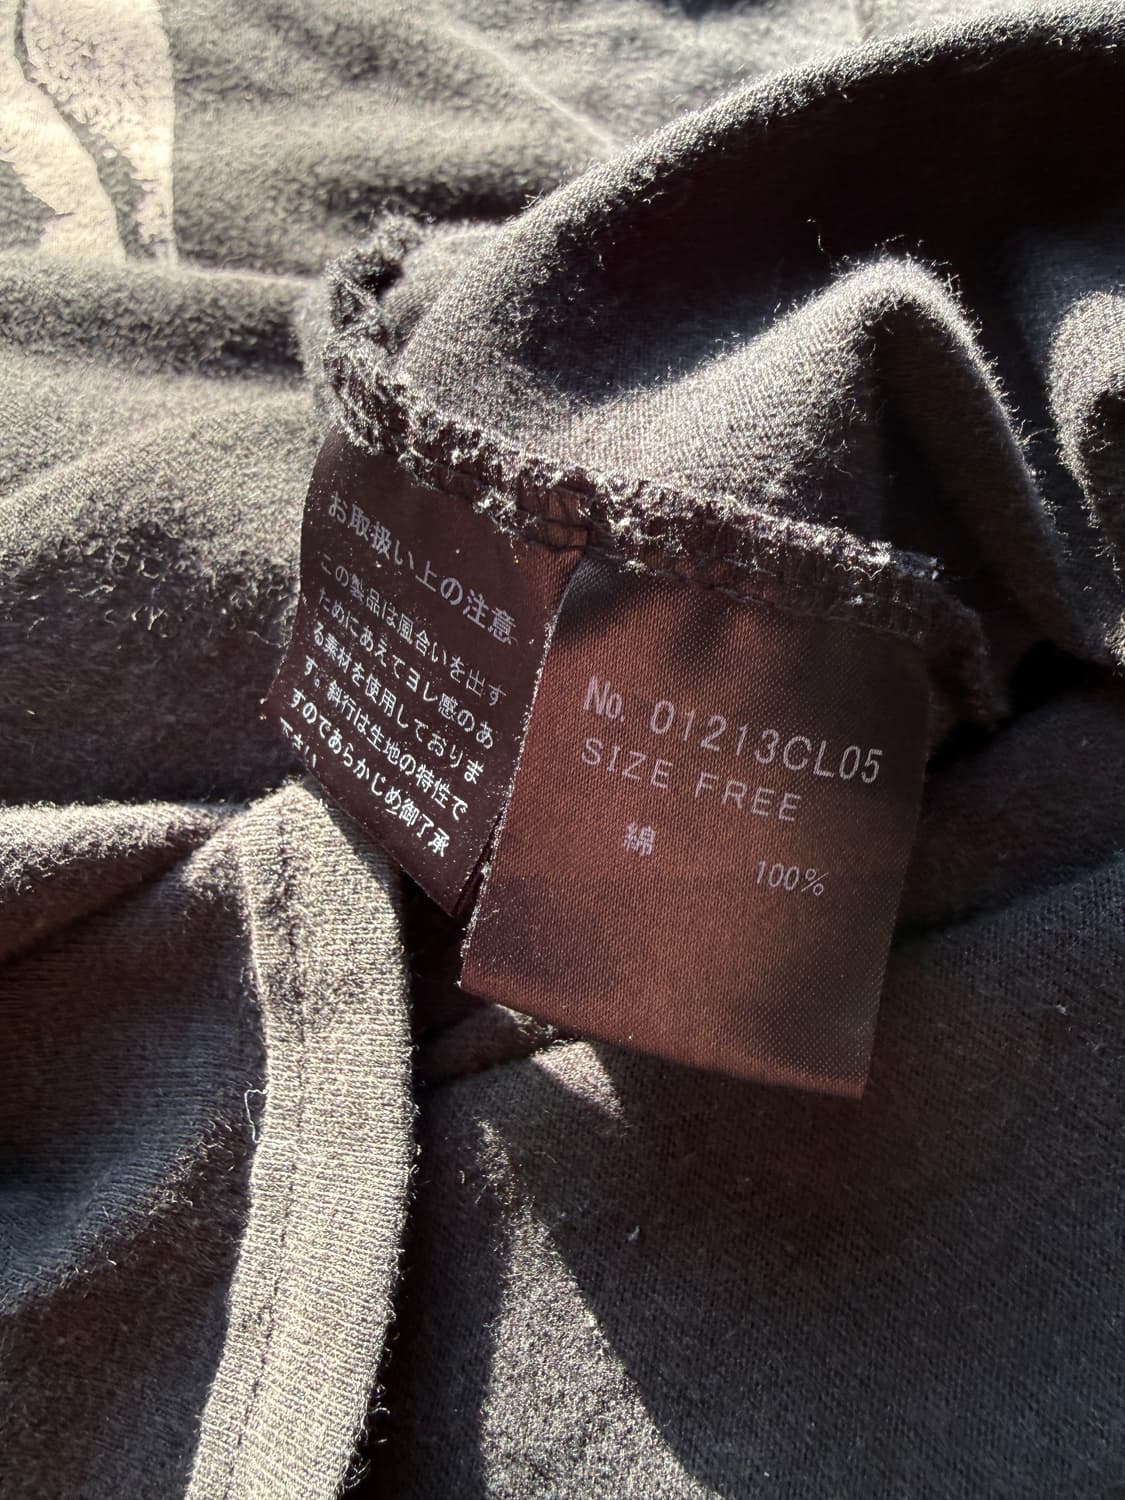 お取扱い上の注意
この製品は風合いを出す
ためにあえてヨレ感のあ
る素材を使用しておりま
す。斜行は生地の特性で
すのであらかじめ御了承
下さい。
No. 01213CL05
SIZE FREE
綿 100%